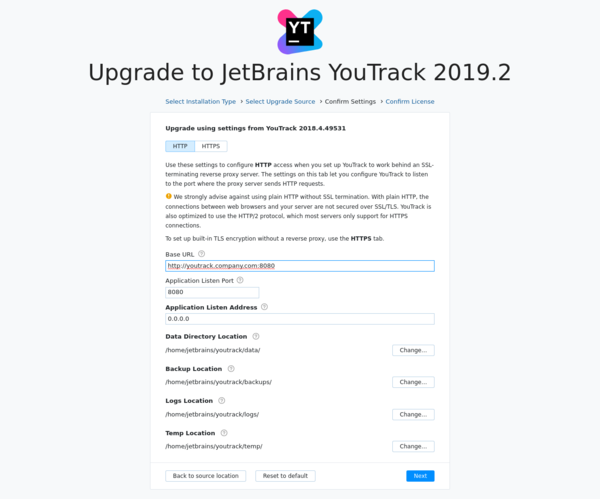 YT
Upgrade to JetBrains YouTrack 2019.2
Select Installation Type › Select Upgrade Source › Confirm Settings › Confirm License
Upgrade using settings from YouTrack 2018.4.49531
HTTP HTTPS
Use these settings to configure HTTP access when you set up YouTrack to work behind an SSL-
terminating reverse proxy server. The settings on this tab let you configure YouTrack to listen
to the port where the proxy server sends HTTP requests.
We strongly advise against using plain HTTP without SSL termination. With plain HTTP, the
connections between web browsers and your server are not secured over SSL/TLS. YouTrack is
also optimized to use the HTTP/2 protocol, which most servers only support for HTTPS
connections.
To set up built-in TLS encryption without a reverse proxy, use the HTTPS tab.
Base URL ?
http://youtrack.company.com:8080
Application Listen Port ?
8080
Application Listen Address ?
0.0.0.0
Data Directory Location ?
/home/jetbrains/youtrack/data/ Change...
Backup Location ?
/home/jetbrains/youtrack/backups/ Change...
Logs Location ?
/home/jetbrains/youtrack/logs/ Change...
Temp Location ?
/home/jetbrains/youtrack/temp/ Change...
Back to source location Reset to default Next